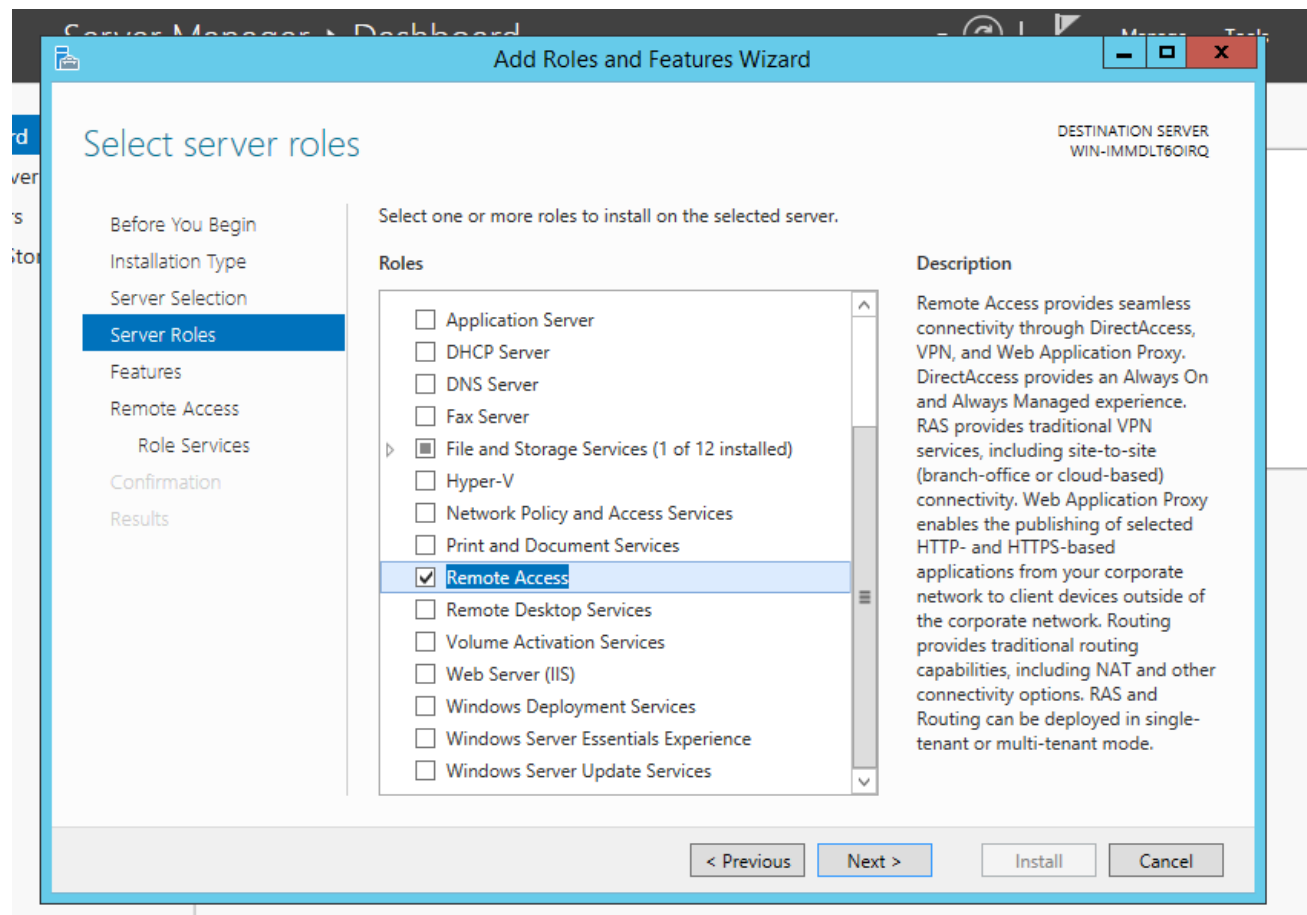 Add Roles and Features Wizard
Select server roles
DESTINATION SERVER
WIN-IMMDLT6OIRQ
Before You Begin
Installation Type
Server Selection
Server Roles
Features
Remote Access
Role Services
Confirmation
Results
Select one or more roles to install on the selected server.
Roles
Application Server
DHCP Server
DNS Server
Fax Server
File and Storage Services (1 of 12 installed)
Hyper-V
Network Policy and Access Services
Print and Document Services
Remote Access
Remote Desktop Services
Volume Activation Services
Web Server (IIS)
Windows Deployment Services
Windows Server Essentials Experience
Windows Server Update Services
Description
Remote Access provides seamless
connectivity through DirectAccess,
VPN, and Web Application Proxy.
DirectAccess provides an Always On
and Always Managed experience.
RAS provides traditional VPN
services, including site-to-site
(branch-office or cloud-based)
connectivity. Web Application Proxy
enables the publishing of selected
HTTP- and HTTPS-based
applications from your corporate
network to client devices outside of
the corporate network. Routing
provides traditional routing
capabilities, including NAT and other
connectivity options. RAS and
Routing can be deployed in single-
tenant or multi-tenant mode.
< Previous
Next >
Install
Cancel